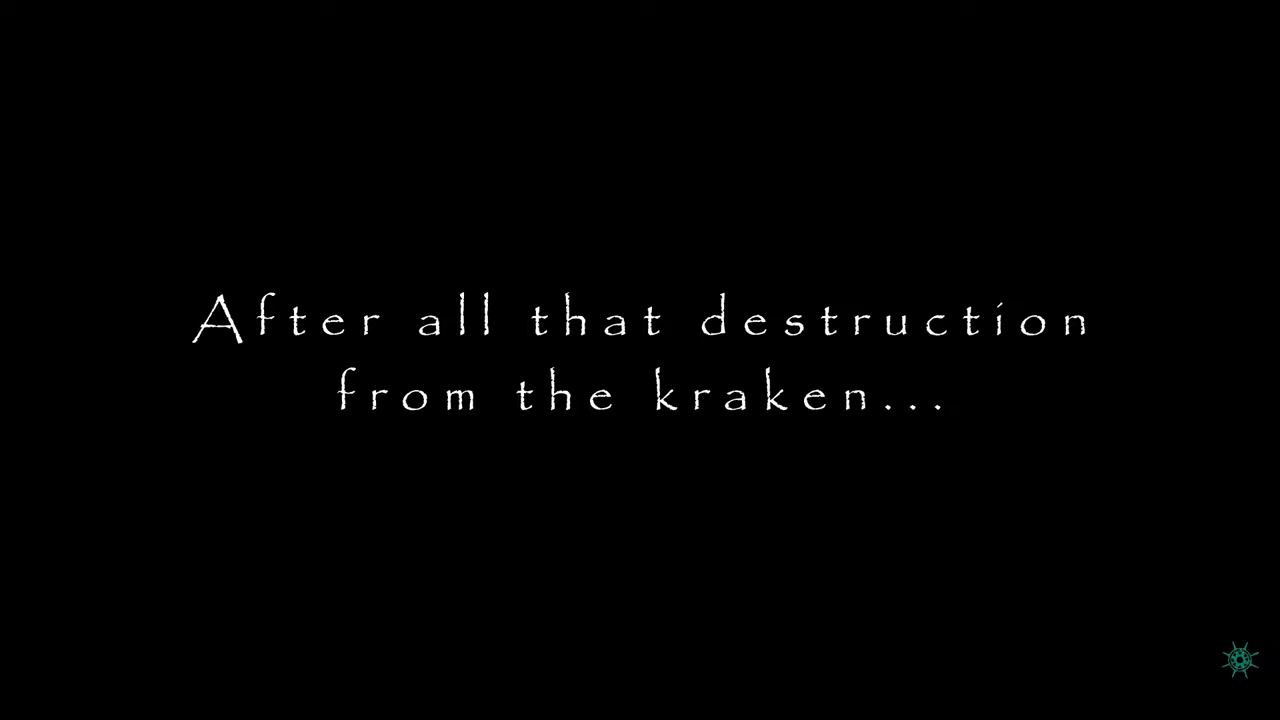 After all that destruction
from the kraken...